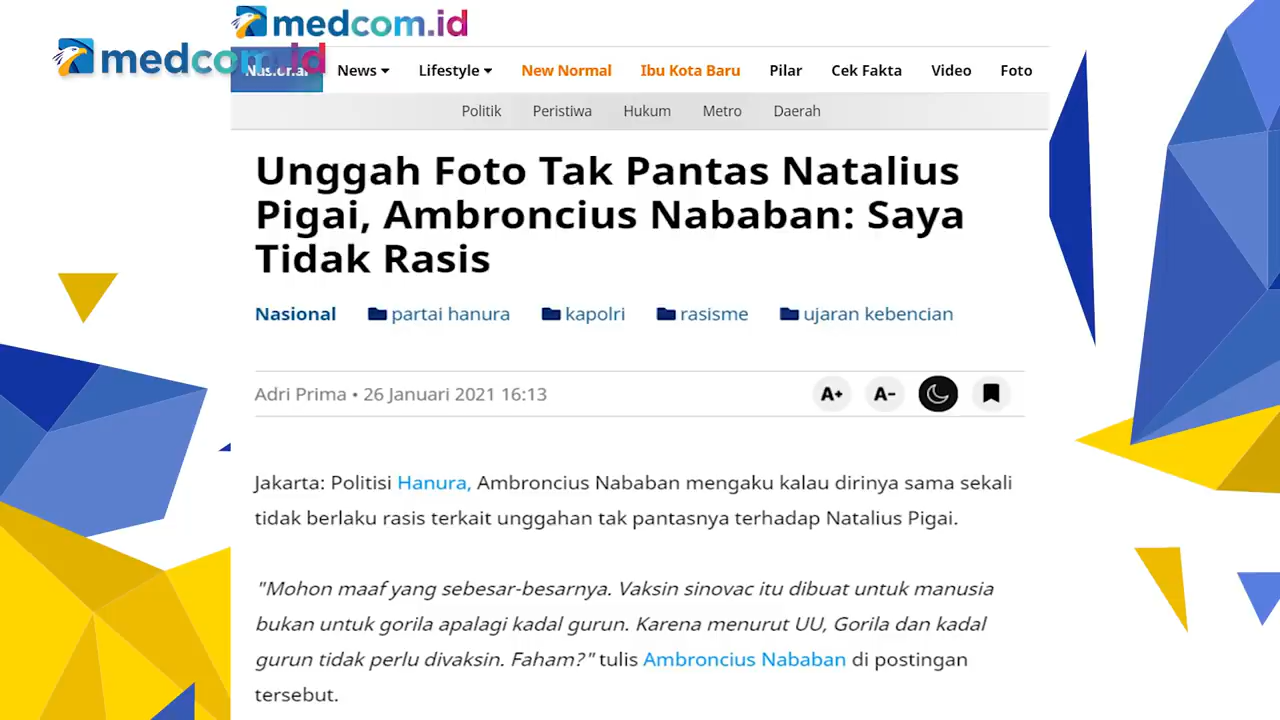 medcom.id
medcom.id
Nasional News Lifestyle New Normal Ibu Kota Baru Pilar Cek Fakta Video Foto
Politik Peristiwa Hukum Metro Daerah
Unggah Foto Tak Pantas Natalius
Pigai, Ambroncius Nababan: Saya
Tidak Rasis
Nasional partai hanura kapolri rasisme ujaran kebencian
Adri Prima • 26 Januari 2021 16:13 A+ A-
Jakarta: Politisi Hanura, Ambroncius Nababan mengaku kalau dirinya sama sekali
tidak berlaku rasis terkait unggahan tak pantasnya terhadap Natalius Pigai.
"Mohon maaf yang sebesar-besarnya. Vaksin sinovac itu dibuat untuk manusia
bukan untuk gorila apalagi kadal gurun. Karena menurut UU, Gorila dan kadal
gurun tidak perlu divaksin. Faham?" tulis Ambroncius Nababan di postingan
tersebut.